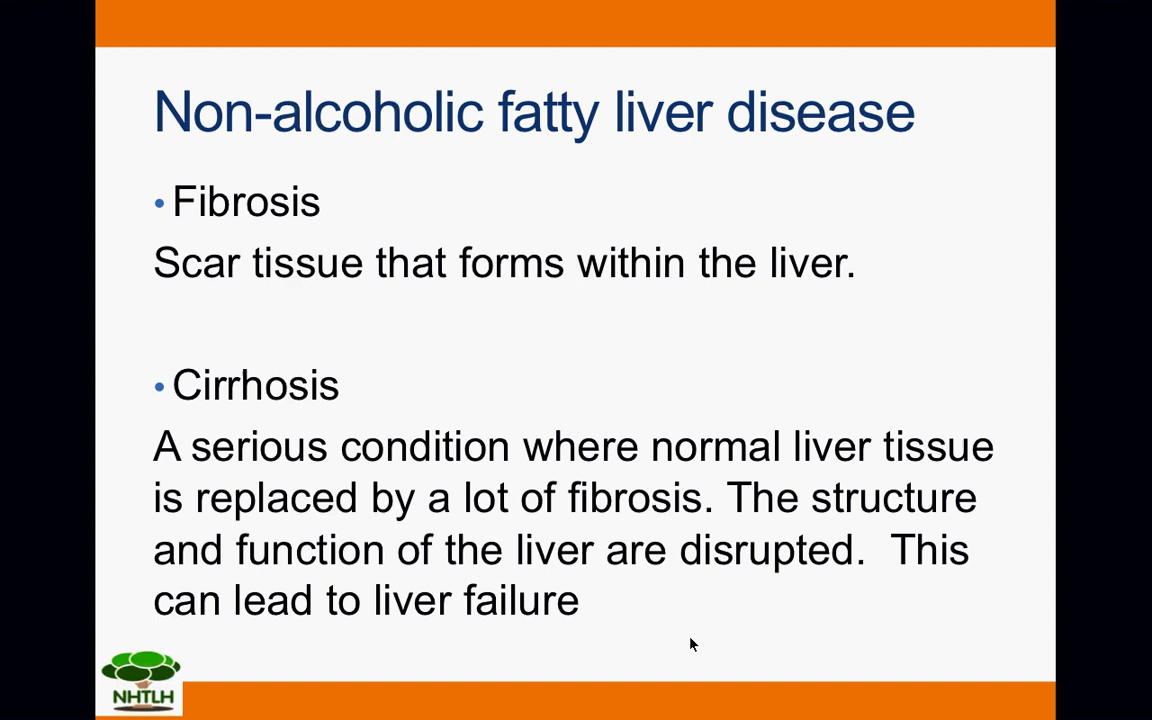 Non-alcoholic fatty liver disease
• Fibrosis
Scar tissue that forms within the liver.
• Cirrhosis
A serious condition where normal liver tissue
is replaced by a lot of fibrosis. The structure
and function of the liver are disrupted.  This
can lead to liver failure
NHTLH